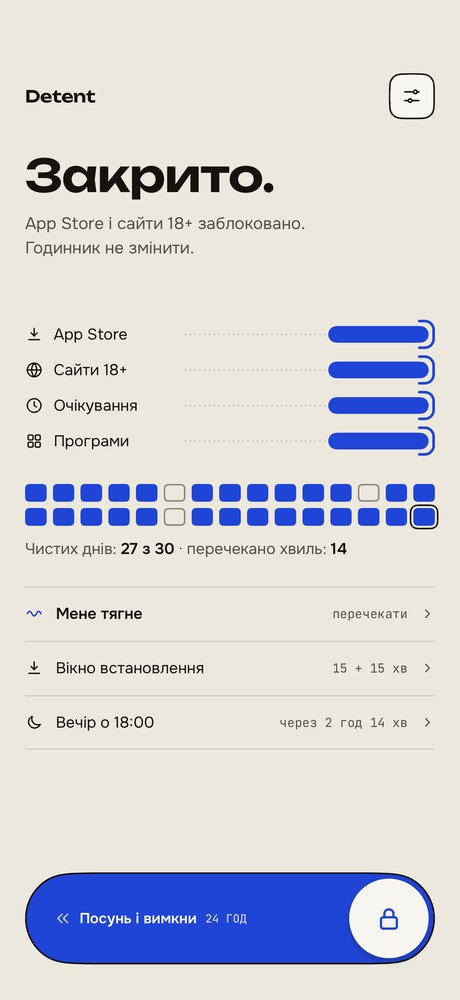 Detent
Закрито.
App Store і сайти 18+ заблоковано.
Годинник не змінити.
App Store
Сайти 18+
Очікування
Програми
Чистих днів: 27 з 30 · перечекано хвиль: 14
Мене тягне перечекати
Вікно встановлення 15 + 15 хв
Вечір о 18:00 через 2 год 14 хв
Посунь і вимкни 24 ГОД